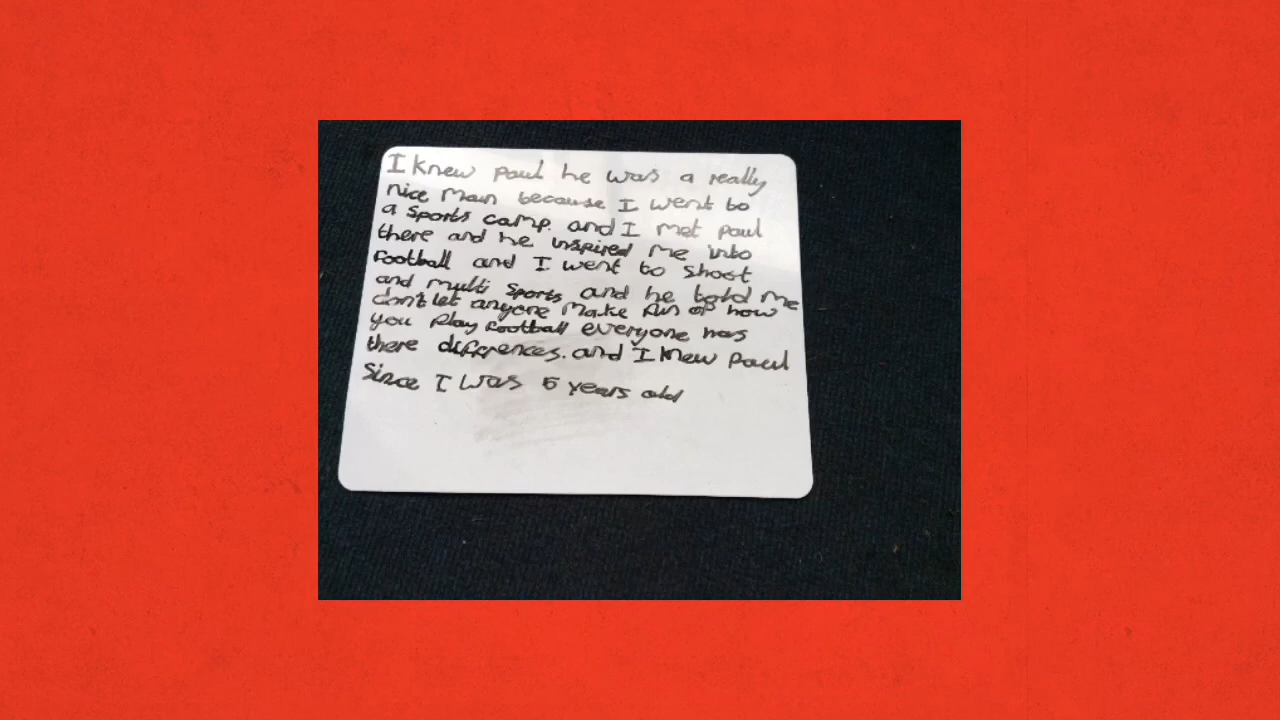 I knew paul he was a really
nice man because I went to
a sports camp. and I met paul
there and he inspired me into
football and I went to shoot
and multi sports and he told me
don't let anyone make fun of how
you play football everyone has
there differences. and I knew paul
since I was 5 years old